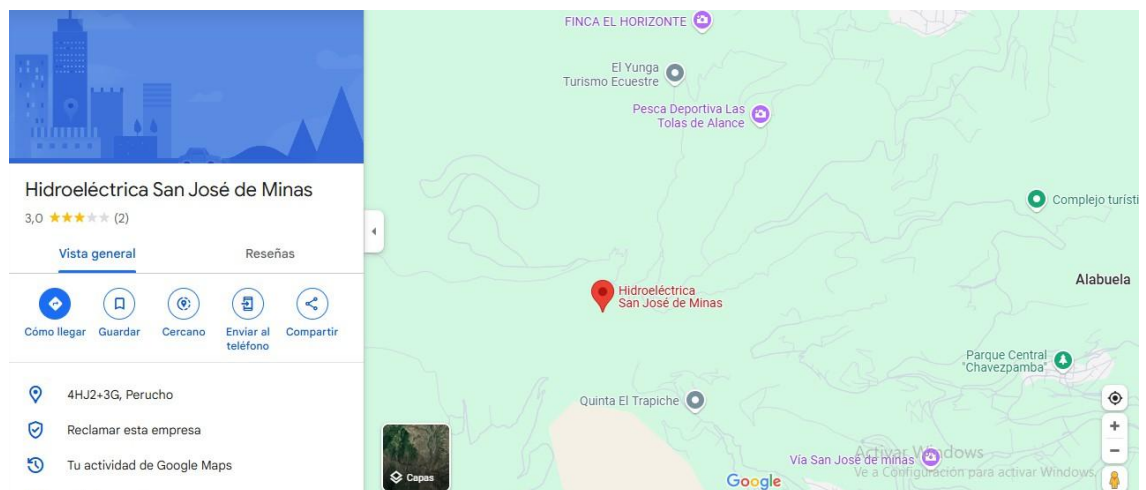 Hidroeléctrica San José de Minas
3,0
(2)
Vista general
Reseñas
Cómo llegar
Guardar
Cercano
Enviar al
teléfono
Compartir
4HJ2+3G, Perucho
Reclamar esta empresa
Tu actividad de Google Maps
FINCA EL HORIZONTE
El Yunga
Turismo Ecuestre
Pesca Deportiva Las
Tolas de Alance
Complejo turísti
Alabuela
Hidroeléctrica
San José de Minas
Parque Central
"Chavezpamba"
Quinta El Trapiche
Vía San José de minas
Activar Windows
Ve a Configuración para activar Windows.
Capas
Google